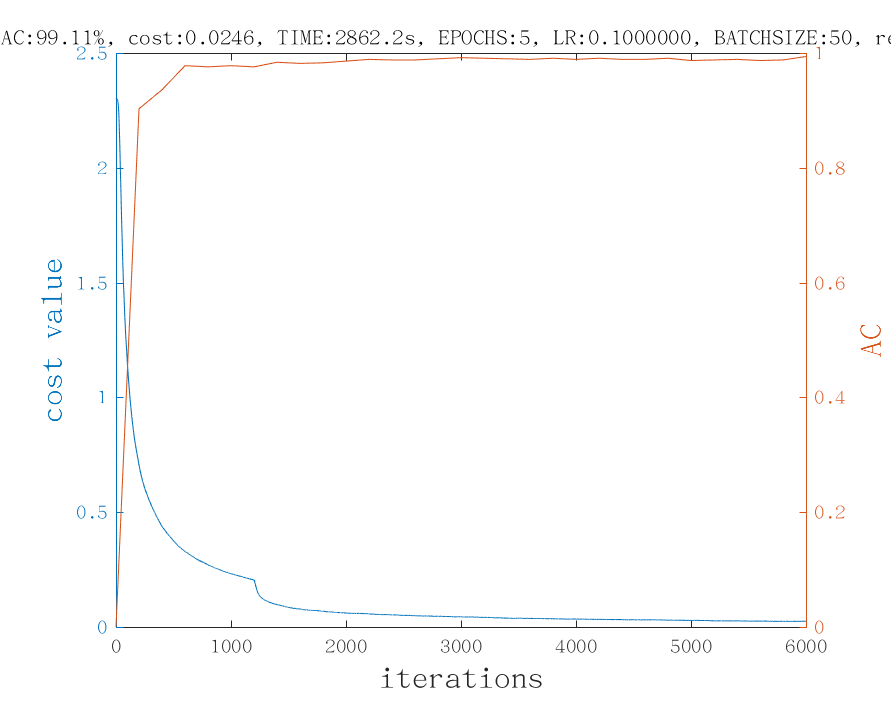 AC:99.11%, cost:0.0246, TIME:2862.2s, EPOCHS:5, LR:0.1000000, BATCHSIZE:50, re
2.5
2
1.5
1
0.5
0
cost value
1
0.8
0.6
0.4
0.2
0
AC
0 1000 2000 3000 4000 5000 6000
iterations